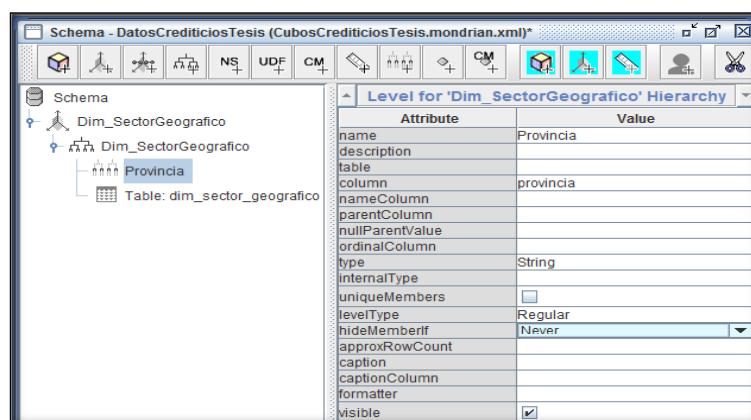 Schema - DatosCrediticiosTesis (CubosCrediticiosTesis.mondrian.xml)*
NS UDF CM CM
Schema
Dim_SectorGeografico
Dim_SectorGeografico
Provincia
Table: dim_sector_geografico
Level for 'Dim_SectorGeografico' Hierarchy
Attribute Value
name Provincia
description
table
column provincia
nameColumn
parentColumn
nullParentValue
ordinalColumn
type String
internalType
uniqueMembers
levelType Regular
hideMemberIf Never
approxRowCount
caption
captionColumn
formatter
visible